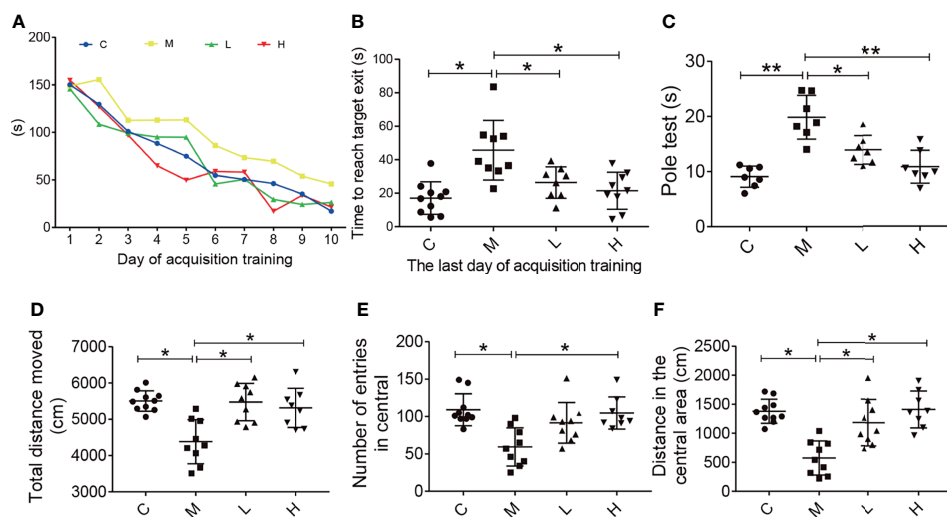 A
C M L H
200
150
100
50
0
(s)
1 2 3 4 5 6 7 8 9 10
Day of acquisition training
B
Time to reach target exit (s)
100
80
60
40
20
0
*
* *
C M L H
The last day of acquisition training
C
Pole test (s)
30
20
10
0
**
** *
C M L H
D
Total distance moved
(cm)
7000
6000
5000
4000
3000
*
* *
C M L H
E
Number of entries
in central
200
150
100
50
0
* *
C M L H
F
Distance in the
central area (cm)
2500
2000
1500
1000
500
0
*
* *
C M L H